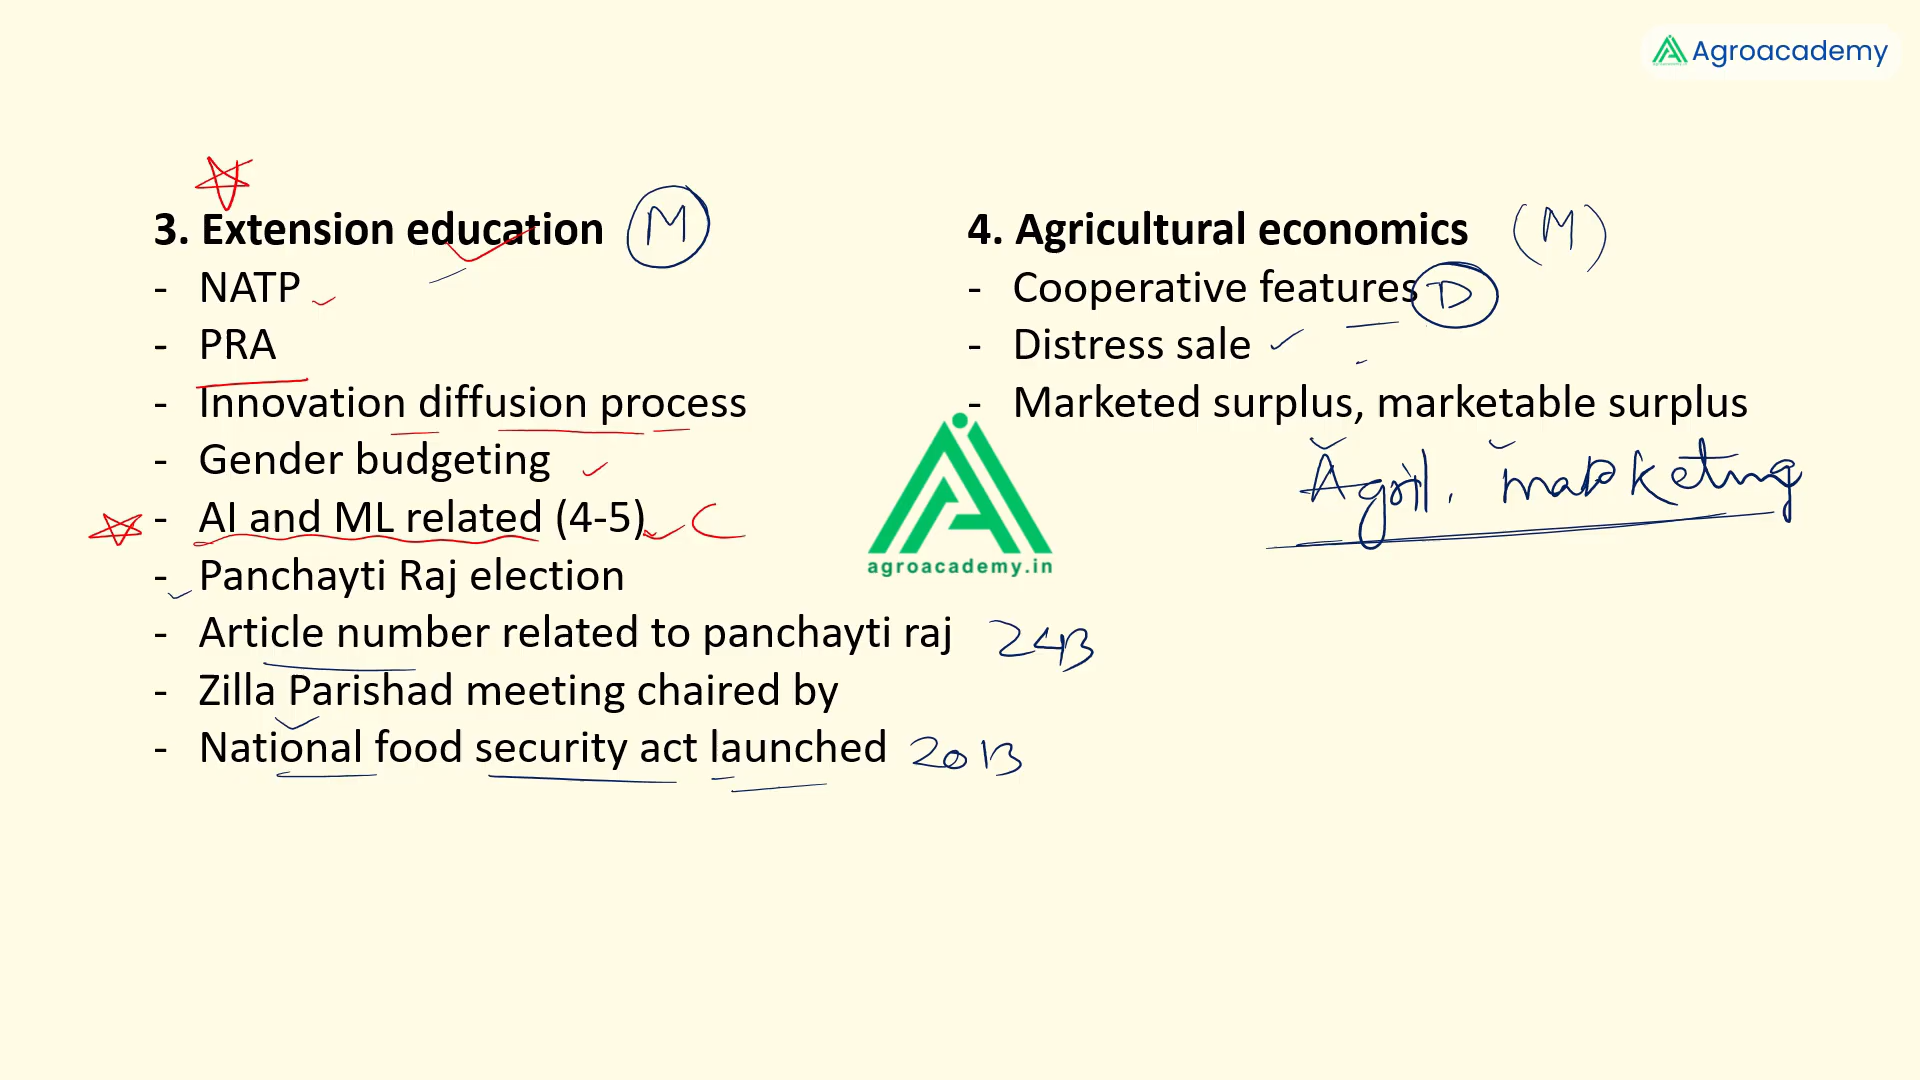 Agroacademy
3. Extension education M
- NATP
- PRA
- Innovation diffusion process
- Gender budgeting
- AI and ML related (4-5)
- Panchayti Raj election
- Article number related to panchayti raj 243
- Zilla Parishad meeting chaired by
- National food security act launched 2013
4. Agricultural economics (M)
- Cooperative features D
- Distress sale
- Marketed surplus, marketable surplus
Agril. marketing
agroacademy.in